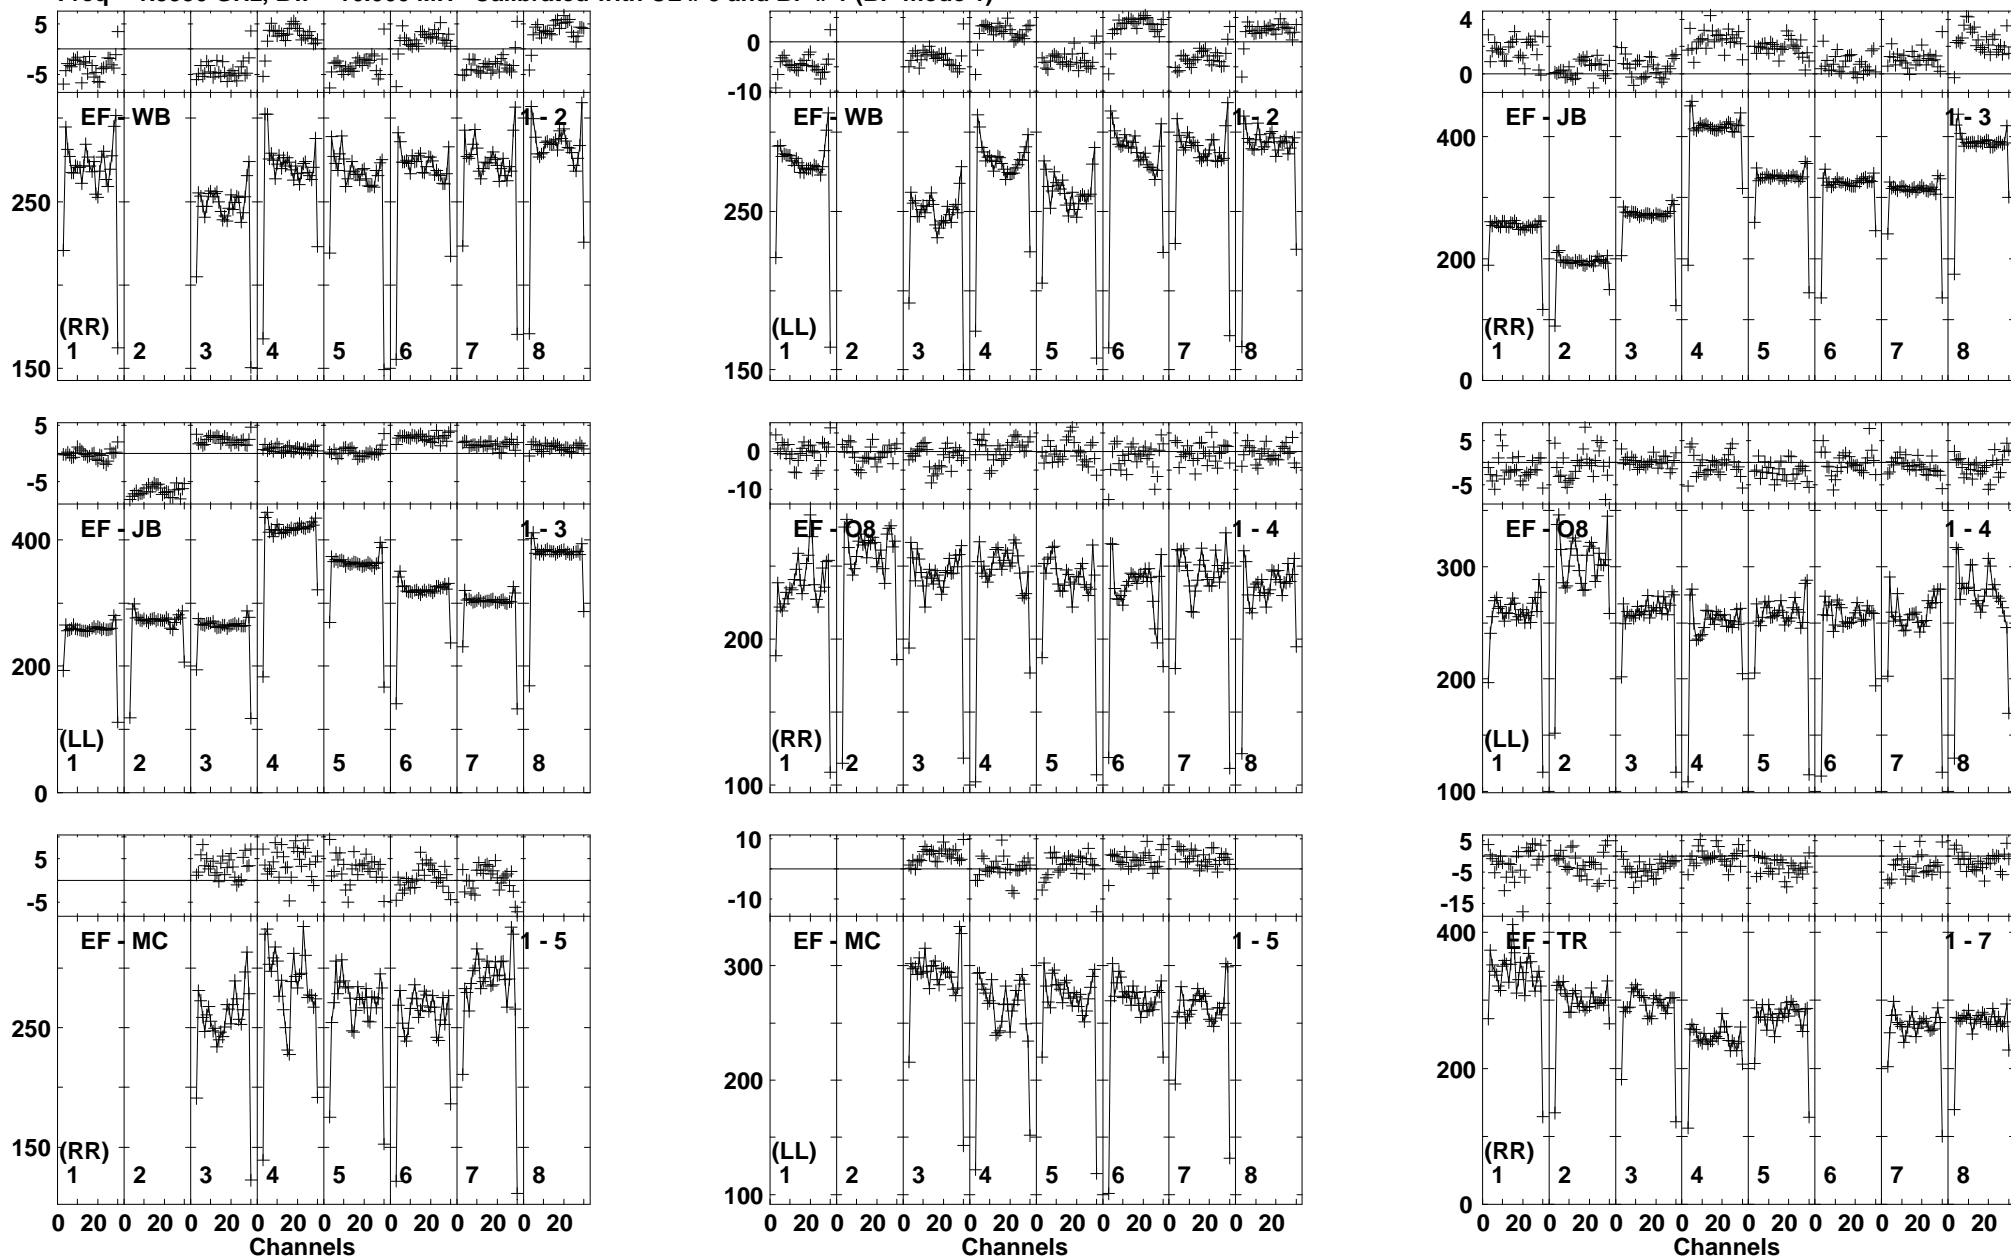 5 -5 0 -10 4 2 0
EF - WB 1 - 2 EF - WB 1 - 2 EF - JB 1 - 3
250 250 400
200
150 (RR) 150 (LL) 0 (RR)
1 2 3 4 5 6 7 8 1 2 3 4 5 6 7 8 1 2 3 4 5 6 7 8
5 -5 0 -10 5 -5
EF - JB 1 - 3 EF - O8 1 - 4 EF - O8 1 - 4
400 200 300
200 200
0 (LL) 100 (RR) 100 (LL)
1 2 3 4 5 6 7 8 1 2 3 4 5 6 7 8 1 2 3 4 5 6 7 8
5 -5 10 0 -10 5 -5 -15
EF - MC 1 - 5 EF - MC 1 - 5 EF - TR 1 - 7
250 300 400
200 200
150 (RR) 100 (LL) 0 (RR)
1 2 3 4 5 6 7 8 1 2 3 4 5 6 7 8 1 2 3 4 5 6 7 8
0 20 0 20 0 20 0 20 0 20 0 20 0 20 0 20 0 20 0 20 0 20 0 20 0 20 0 20 0 20 0 20 0 20 0 20 0 20 0 20 0 20 0 20 0 20 0 20
Channels Channels Channels